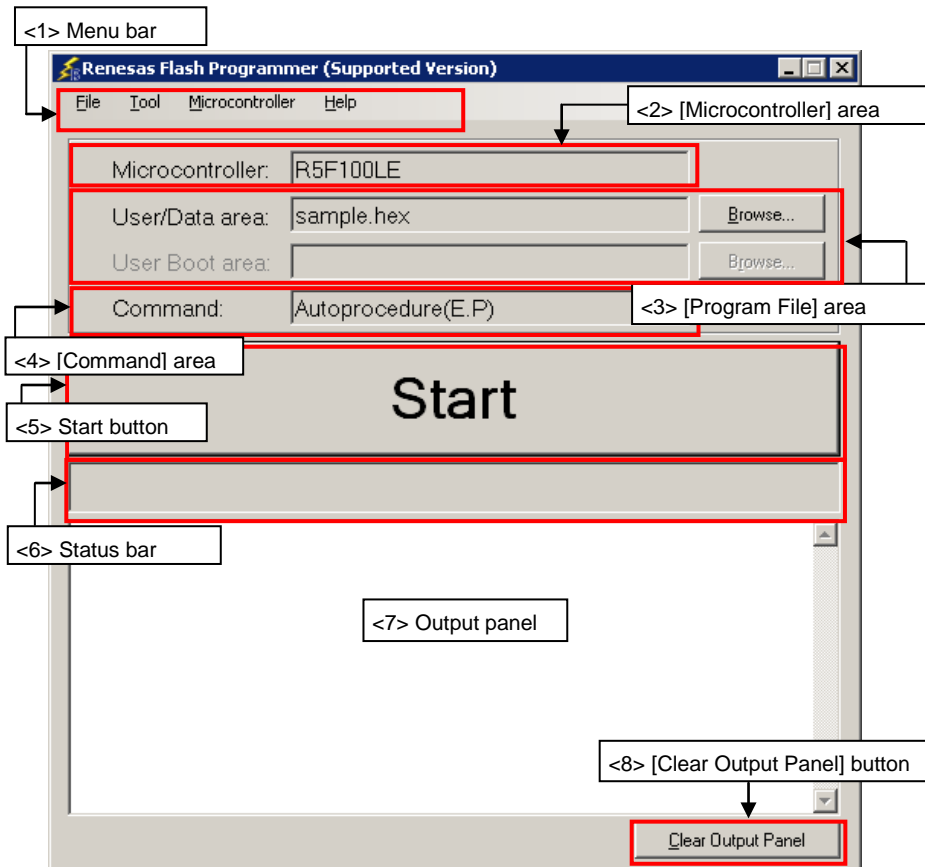 <1> Menu bar
Renesas Flash Programmer (Supported Version)
File Tool Microcontroller Help
<2> [Microcontroller] area
Microcontroller: R5F100LE
User/Data area: sample.hex Browse...
User Boot area: Browse...
Command: Autoprocedure(E.P)
<3> [Program File] area
<4> [Command] area
Start
<5> Start button
<6> Status bar
<7> Output panel
<8> [Clear Output Panel] button
Clear Output Panel